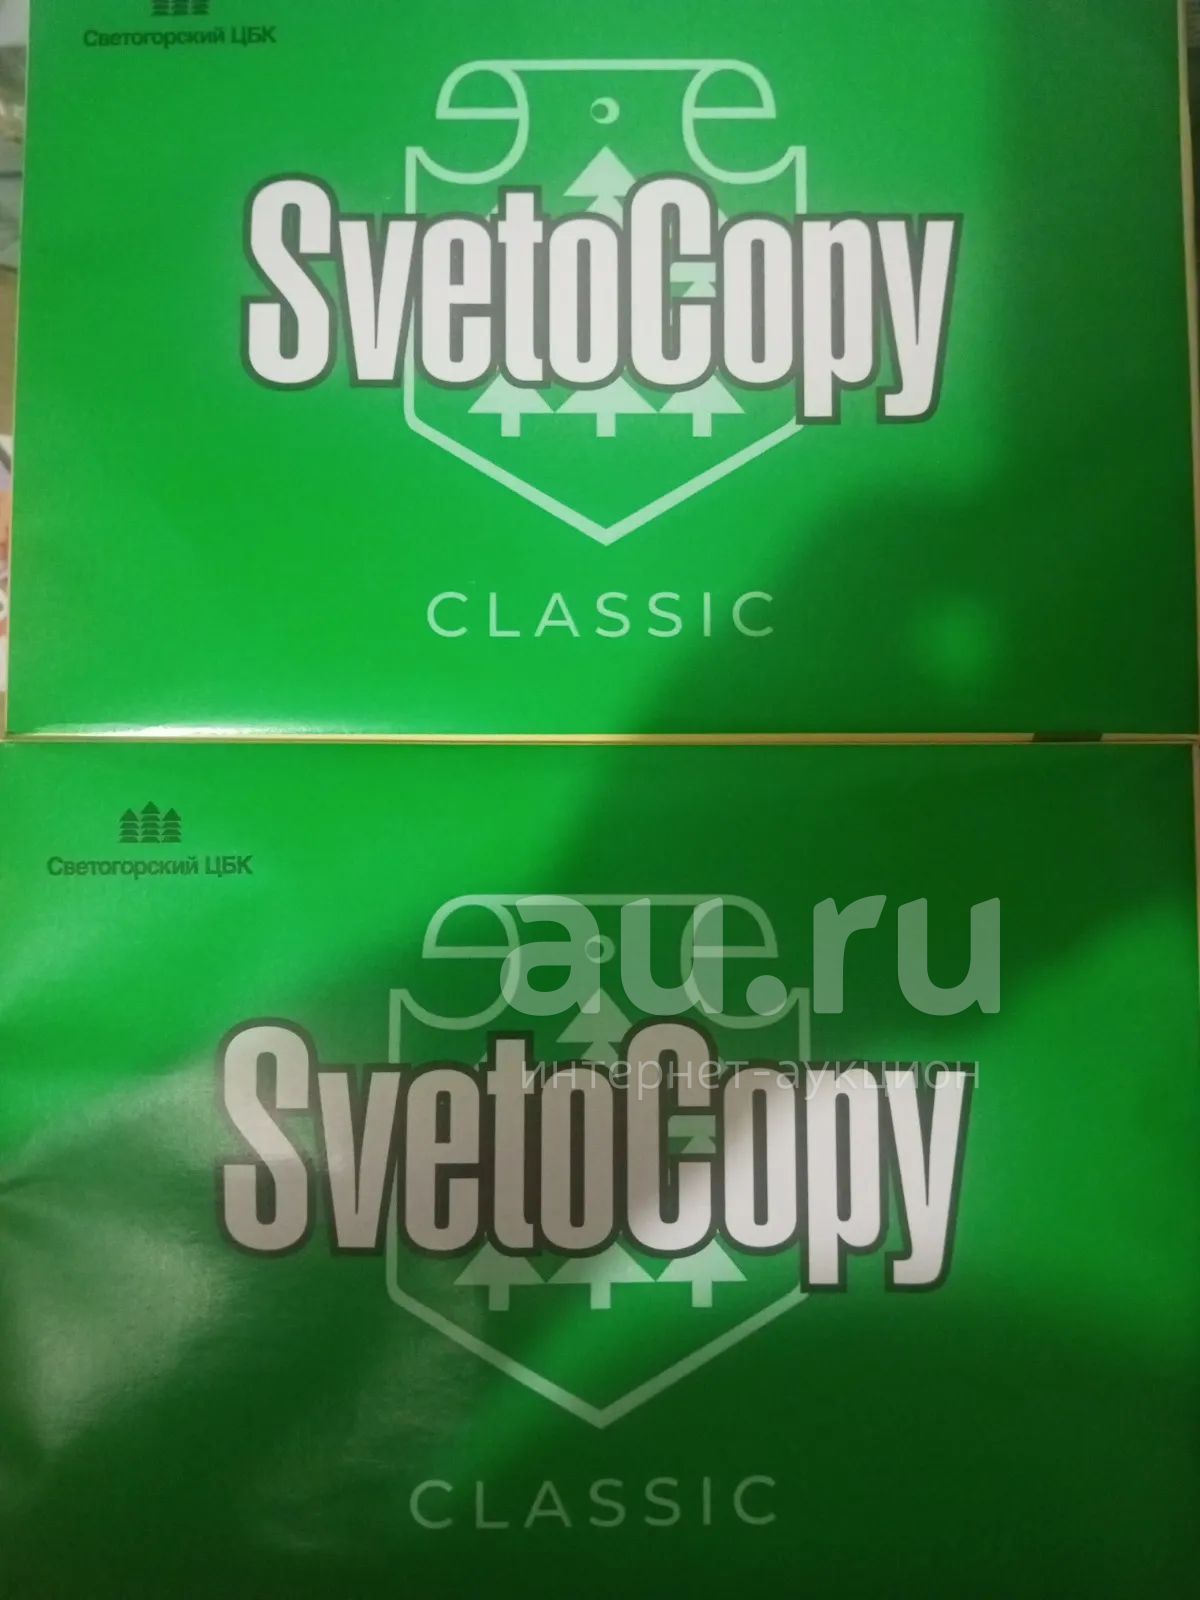 Светогорский ЦБК
SvetoCopy
CLASSIC
Светогорский ЦБК
au.ru
интернет-аукцион
SvetoCopy
CLASSIC